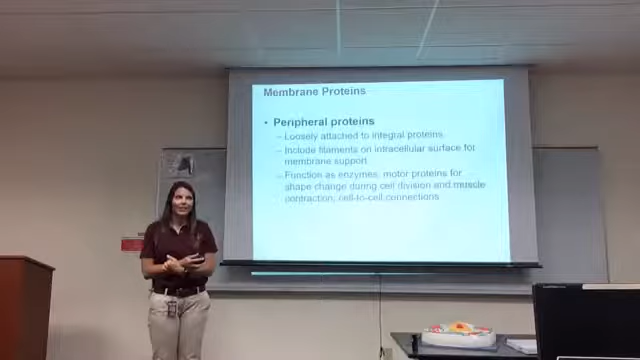 Membrane Proteins
• Peripheral proteins
– Loosely attached to integral proteins
– Include filaments on intracellular surface for
membrane support
– Function as enzymes, motor proteins for
shape change during cell division and muscle
contraction, cell-to-cell connections